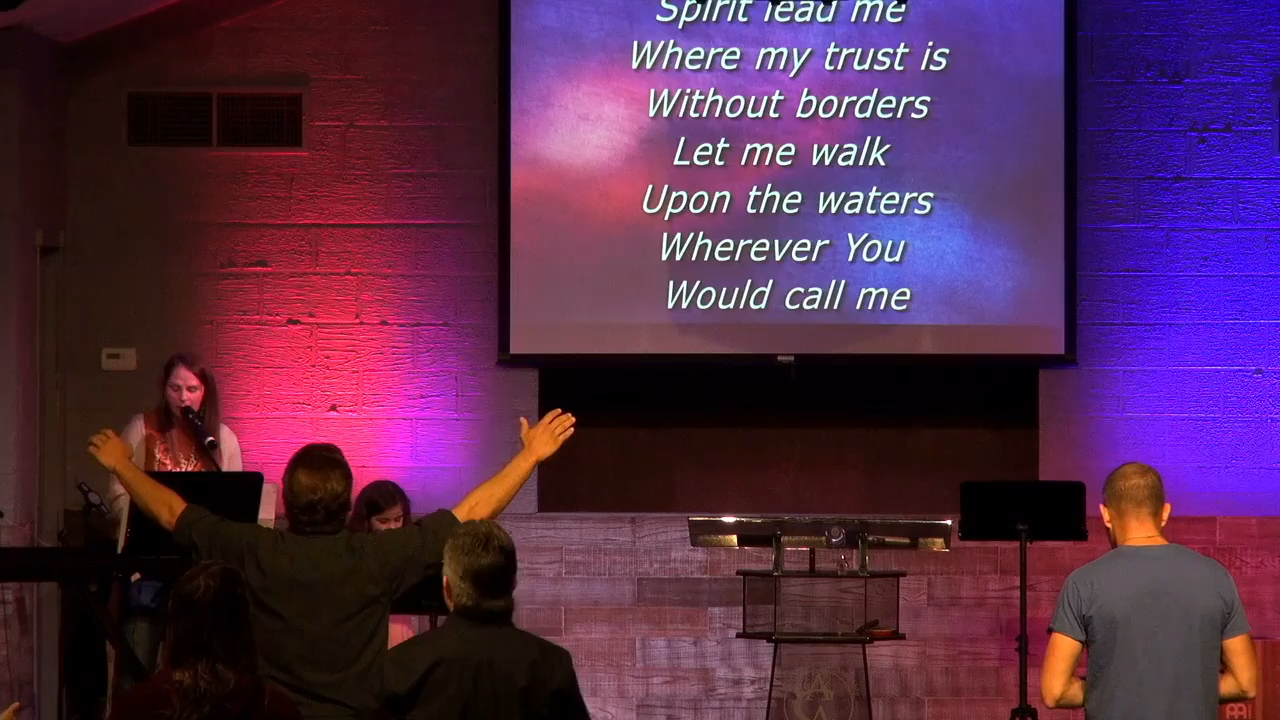 Spirit lead me
Where my trust is
Without borders
Let me walk
Upon the waters
Wherever You
Would call me